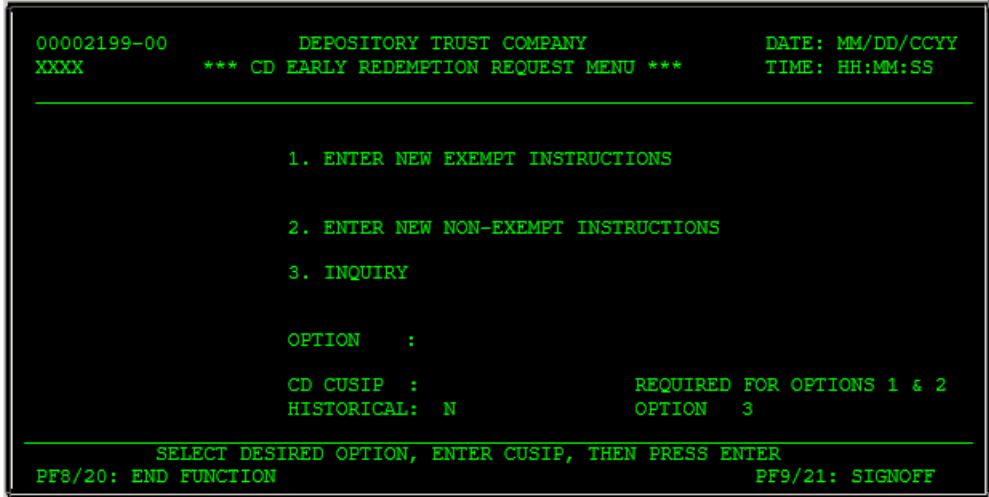 00002199-00 DEPOSITORY TRUST COMPANY DATE: MM/DD/CCYY
XXXX *** CD EARLY REDEMPTION REQUEST MENU *** TIME: HH:MM:SS
1. ENTER NEW EXEMPT INSTRUCTIONS
2. ENTER NEW NON-EXEMPT INSTRUCTIONS
3. INQUIRY
OPTION :
CD CUSIP : REQUIRED FOR OPTIONS 1 & 2
HISTORICAL: N OPTION 3
SELECT DESIRED OPTION, ENTER CUSIP, THEN PRESS ENTER
PF8/20: END FUNCTION PF9/21: SIGNOFF